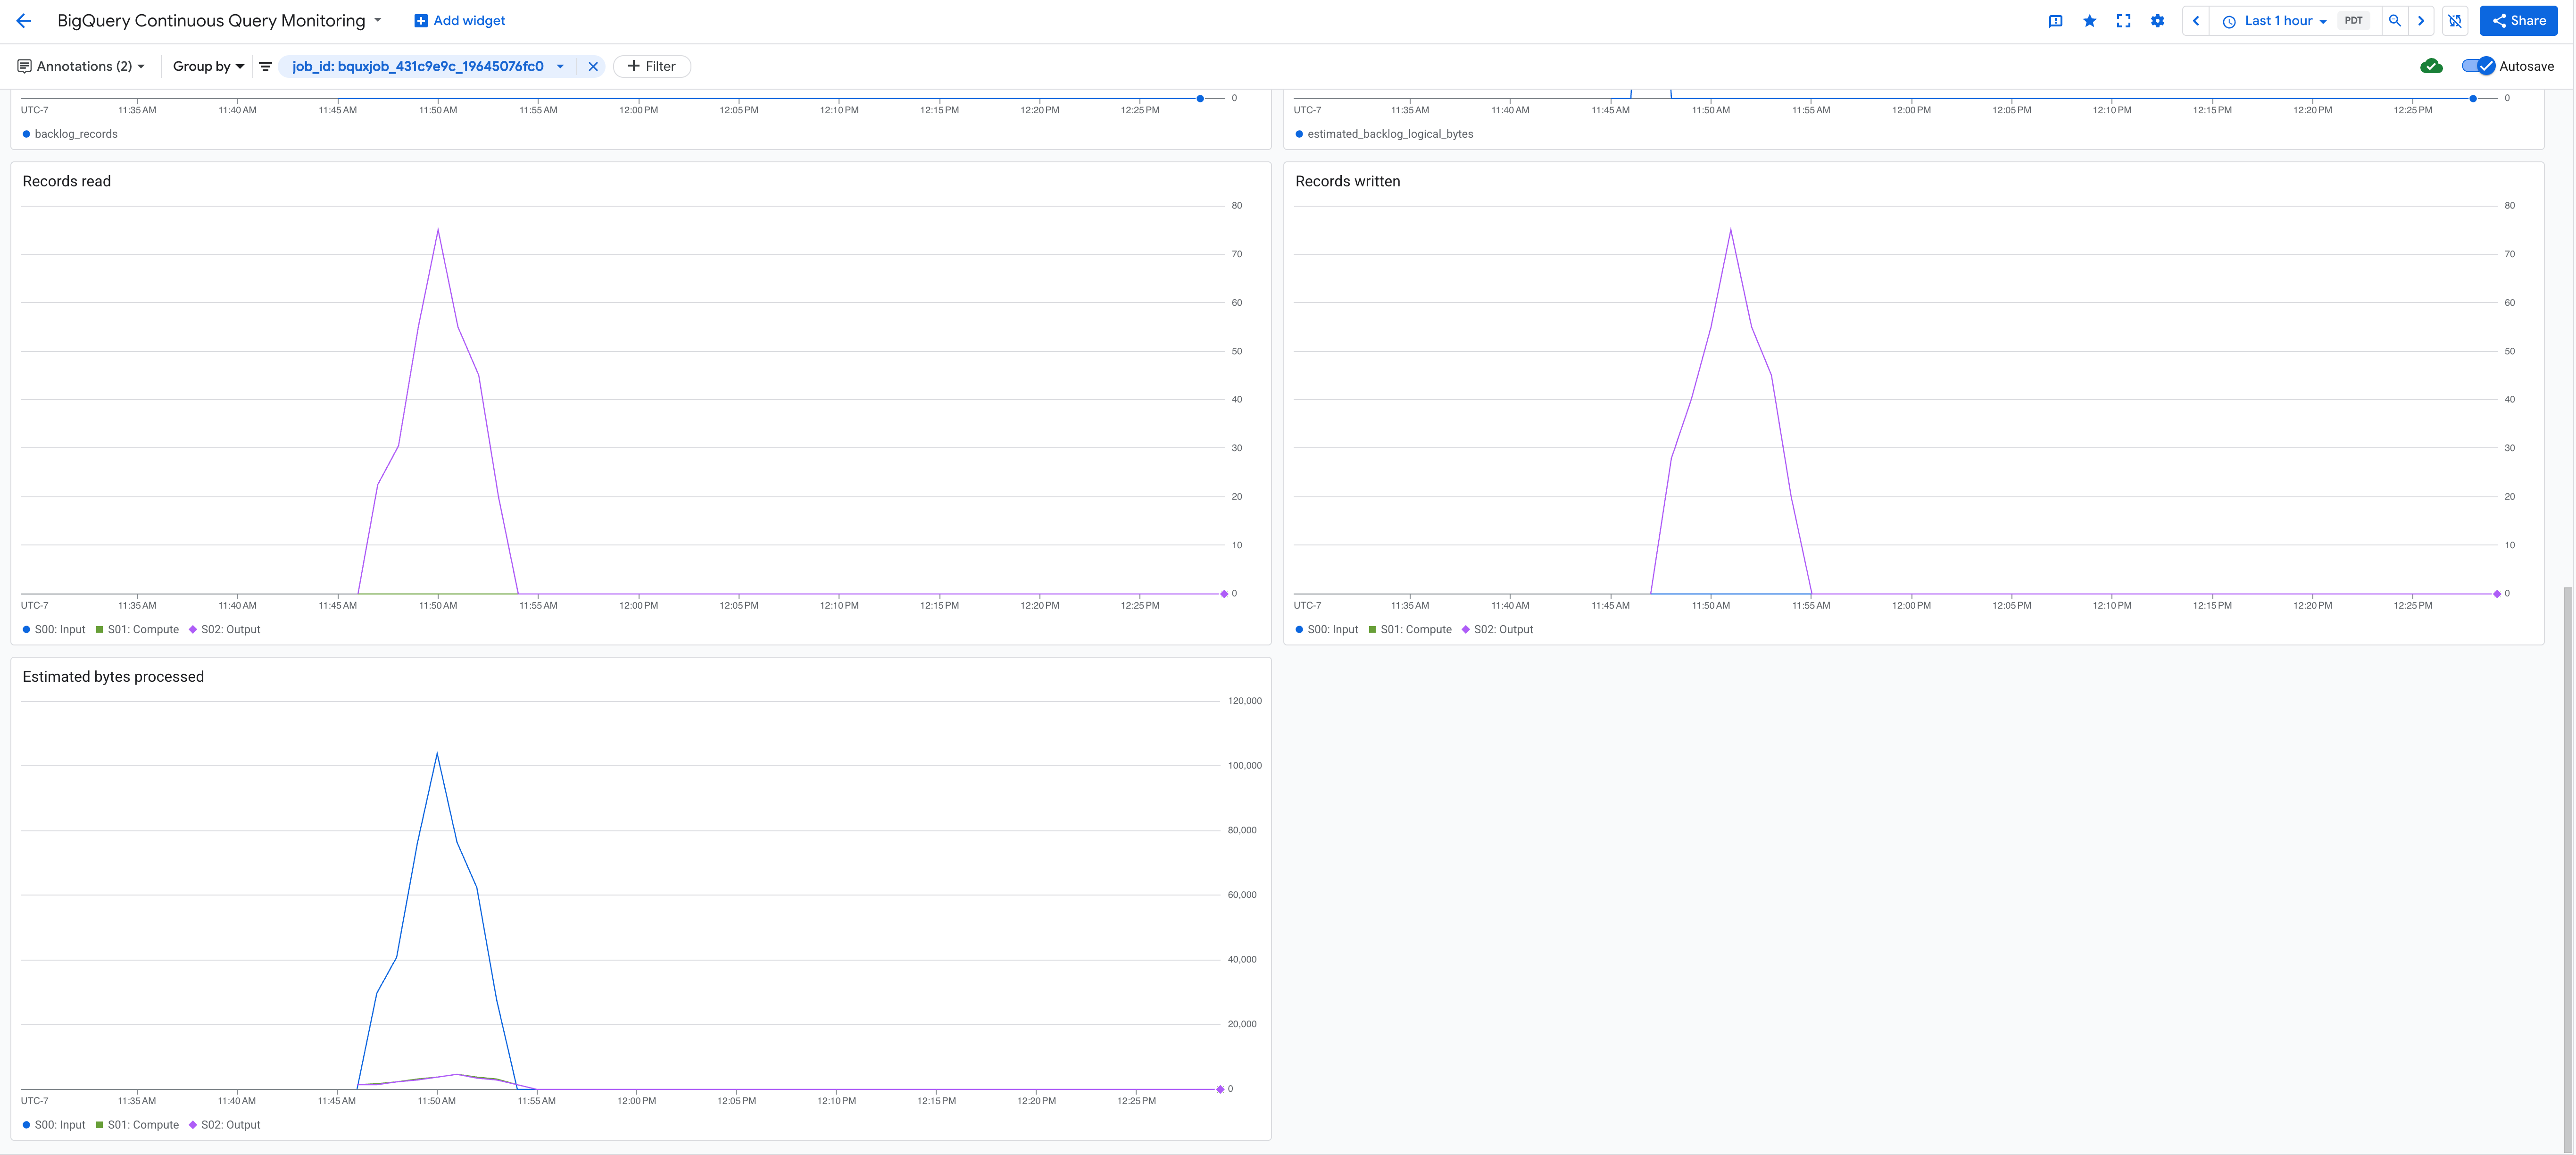 BigQuery Continuous Query Monitoring Add widget Last 1 hour PDT Share
Annotations (2) Group by job_id: bquxjob_431c9e9c_19645076fc0 Filter Autosave
0
UTC-7 11:35 AM 11:40 AM 11:45 AM 11:50 AM 11:55 AM 12:00 PM 12:05 PM 12:10 PM 12:15 PM 12:20 PM 12:25 PM
backlog_records
0
UTC-7 11:35 AM 11:40 AM 11:45 AM 11:50 AM 11:55 AM 12:00 PM 12:05 PM 12:10 PM 12:15 PM 12:20 PM 12:25 PM
estimated_backlog_logical_bytes
Records read
80
70
60
50
40
30
20
10
0
UTC-7 11:35 AM 11:40 AM 11:45 AM 11:50 AM 11:55 AM 12:00 PM 12:05 PM 12:10 PM 12:15 PM 12:20 PM 12:25 PM
S00: Input S01: Compute S02: Output
Records written
80
70
60
50
40
30
20
10
0
UTC-7 11:35 AM 11:40 AM 11:45 AM 11:50 AM 11:55 AM 12:00 PM 12:05 PM 12:10 PM 12:15 PM 12:20 PM 12:25 PM
S00: Input S01: Compute S02: Output
Estimated bytes processed
120,000
100,000
80,000
60,000
40,000
20,000
0
UTC-7 11:35 AM 11:40 AM 11:45 AM 11:50 AM 11:55 AM 12:00 PM 12:05 PM 12:10 PM 12:15 PM 12:20 PM 12:25 PM
S00: Input S01: Compute S02: Output